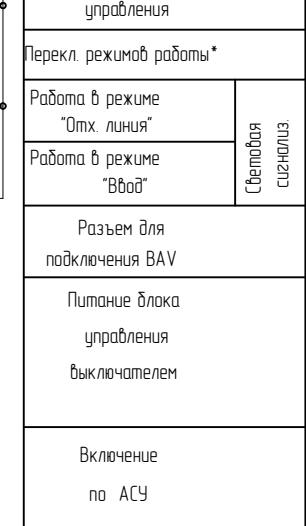 управления
Перекл. режимов работы*
Работа в режиме
"Отх. линия"
Работа в режиме
"Ввод"
Световая
сигнализ.
Разъем для
подключения BAV
Питание блока
управления
выключателем
Включение
по АСУ